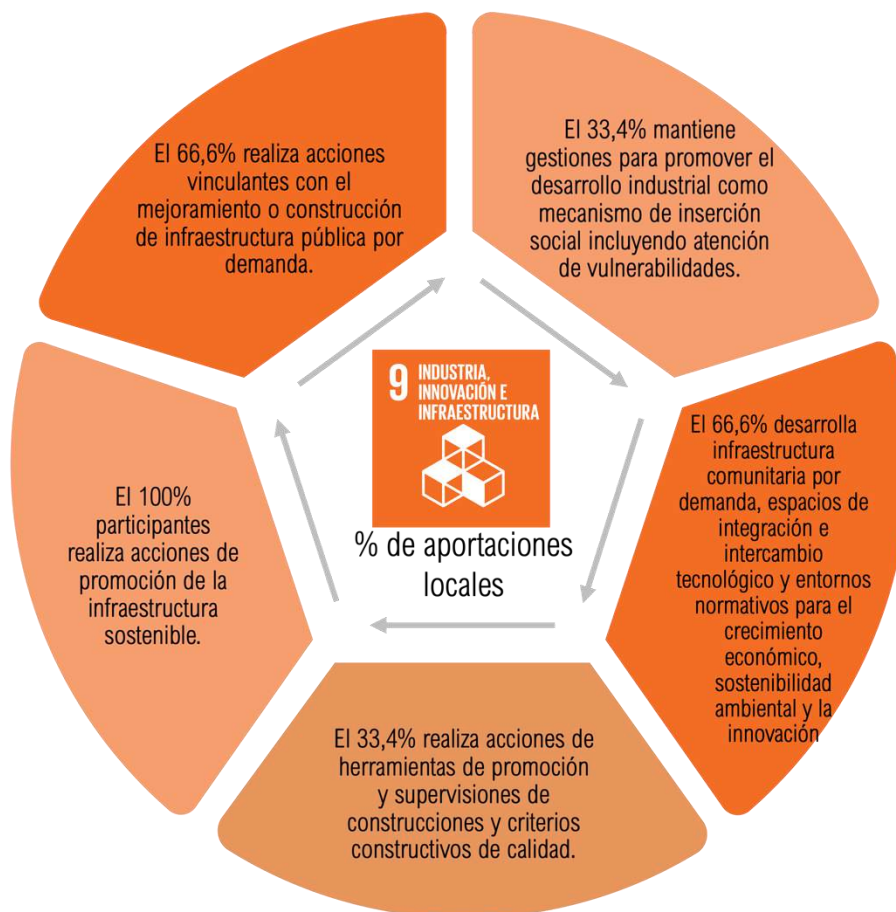 El 66,6% realiza acciones
vinculantes con el
mejoramiento o construcción
de infraestructura pública por
demanda.
El 33,4% mantiene
gestiones para promover el
desarrollo industrial como
mecanismo de inserción
social incluyendo atención
de vulnerabilidades.
El 66,6% desarrolla
infraestructura
comunitaria por
demanda, espacios de
integración e
intercambio
tecnológico y entornos
normativos para el
crecimiento
económico,
sostenibilidad
ambiental y la
innovación
El 33,4% realiza acciones de
herramientas de promoción
y supervisiones de
construcciones y criterios
constructivos de calidad.
El 100%
participantes
realiza acciones de
promoción de la
infraestructura
sostenible.
9 INDUSTRIA,
INNOVACIÓN E
INFRAESTRUCTURA
% de aportaciones
locales